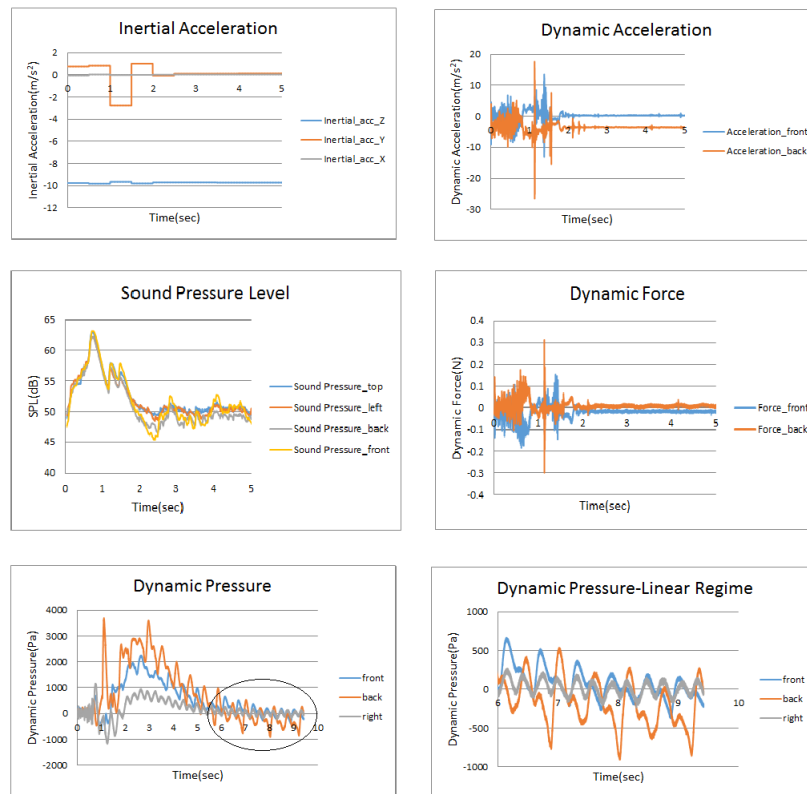 Inertial Acceleration
2
0
-2
-4
-6
-8
-10
-12
0 1 2 3 4 5
Inertial Acceleration(m/s²)
Time(sec)
Inertial_acc_Z
Inertial_acc_Y
Inertial_acc_X
Dynamic Acceleration
20
10
0
-10
-20
-30
0 1 2 3 4 5
Dynamic Acceleration(m/s²)
Time(sec)
Acceleration_front
Acceleration_back
Sound Pressure Level
65
60
55
50
45
40
0 1 2 3 4 5
SPL(dB)
Time(sec)
Sound Pressure_top
Sound Pressure_left
Sound Pressure_back
Sound Pressure_front
Dynamic Force
0.4
0.3
0.2
0.1
0
-0.1
-0.2
-0.3
-0.4
0 1 2 3 4 5
Dynamic Force(N)
Time(sec)
Force_front
Force_back
Dynamic Pressure
4000
3000
2000
1000
0
-1000
-2000
0 1 2 3 4 5 6 7 8 9 10
Dynamic Pressure(Pa)
Time(sec)
front
back
right
Dynamic Pressure-Linear Regime
1000
500
0
-500
-1000
6 7 8 9 10
Dynamic Pressure(Pa)
Time(sec)
front
back
right